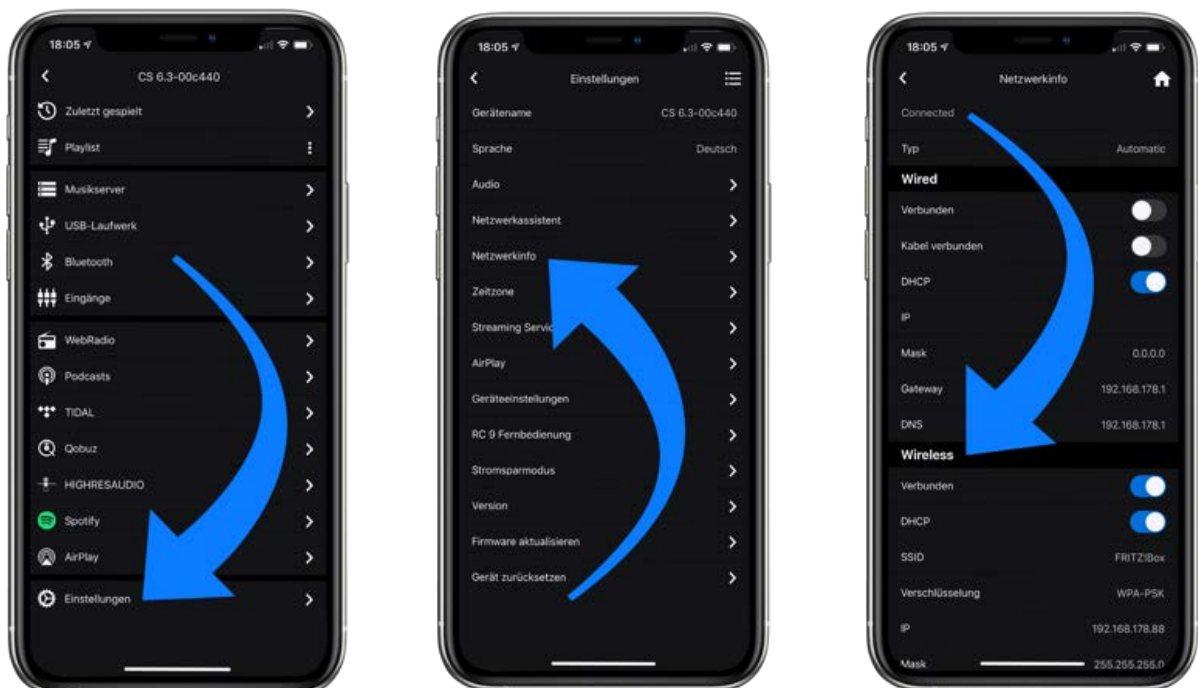 18:05
CS 6.3-00c440
Zuletzt gespielt
Playlist
Musikserver
USB-Laufwerk
Bluetooth
Eingänge
WebRadio
Podcasts
TIDAL
Qobuz
HIGHRESAUDIO
Spotify
AirPlay
Einstellungen
18:05
Einstellungen
Gerätename CS 6.3-00c440
Sprache Deutsch
Audio
Netzwerkassistent
Netzwerkinfo
Zeitzone
Streaming
AirPlay
Geräteeinstellungen
RC 9 Fernbedienung
Stromsparmodus
Version
Firmware aktualisieren
Gerät zurücksetzen
18:05
Netzwerkinfo
Connected
Typ Automatic
Wired
Verbunden
Kabel verbunden
DHCP
IP
Mask 0.0.0.0
Gateway 192.168.178.1
DNS 192.168.178.1
Wireless
Verbunden
DHCP
SSID FRITZ!Box
Verschlüsselung WPA-PSK
IP 192.168.178.88
Mask 255.255.255.0